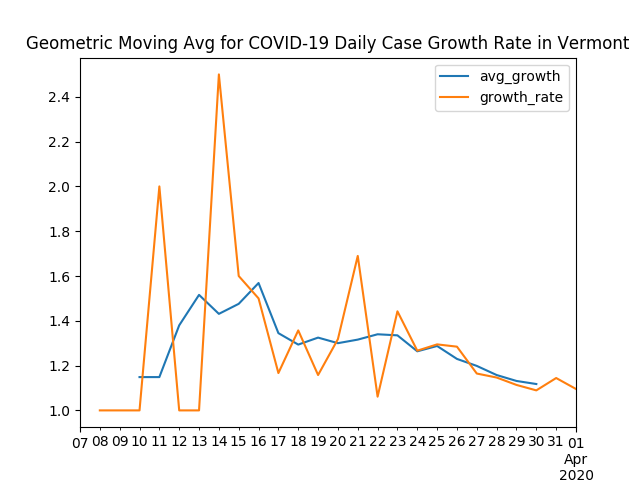 Geometric Moving Avg for COVID-19 Daily Case Growth Rate in Vermont
avg_growth
growth_rate
2.4
2.2
2.0
1.8
1.6
1.4
1.2
1.0
07 08 09 10 11 12 13 14 15 16 17 18 19 20 21 22 23 24 25 26 27 28 29 30 31 01
Apr
2020